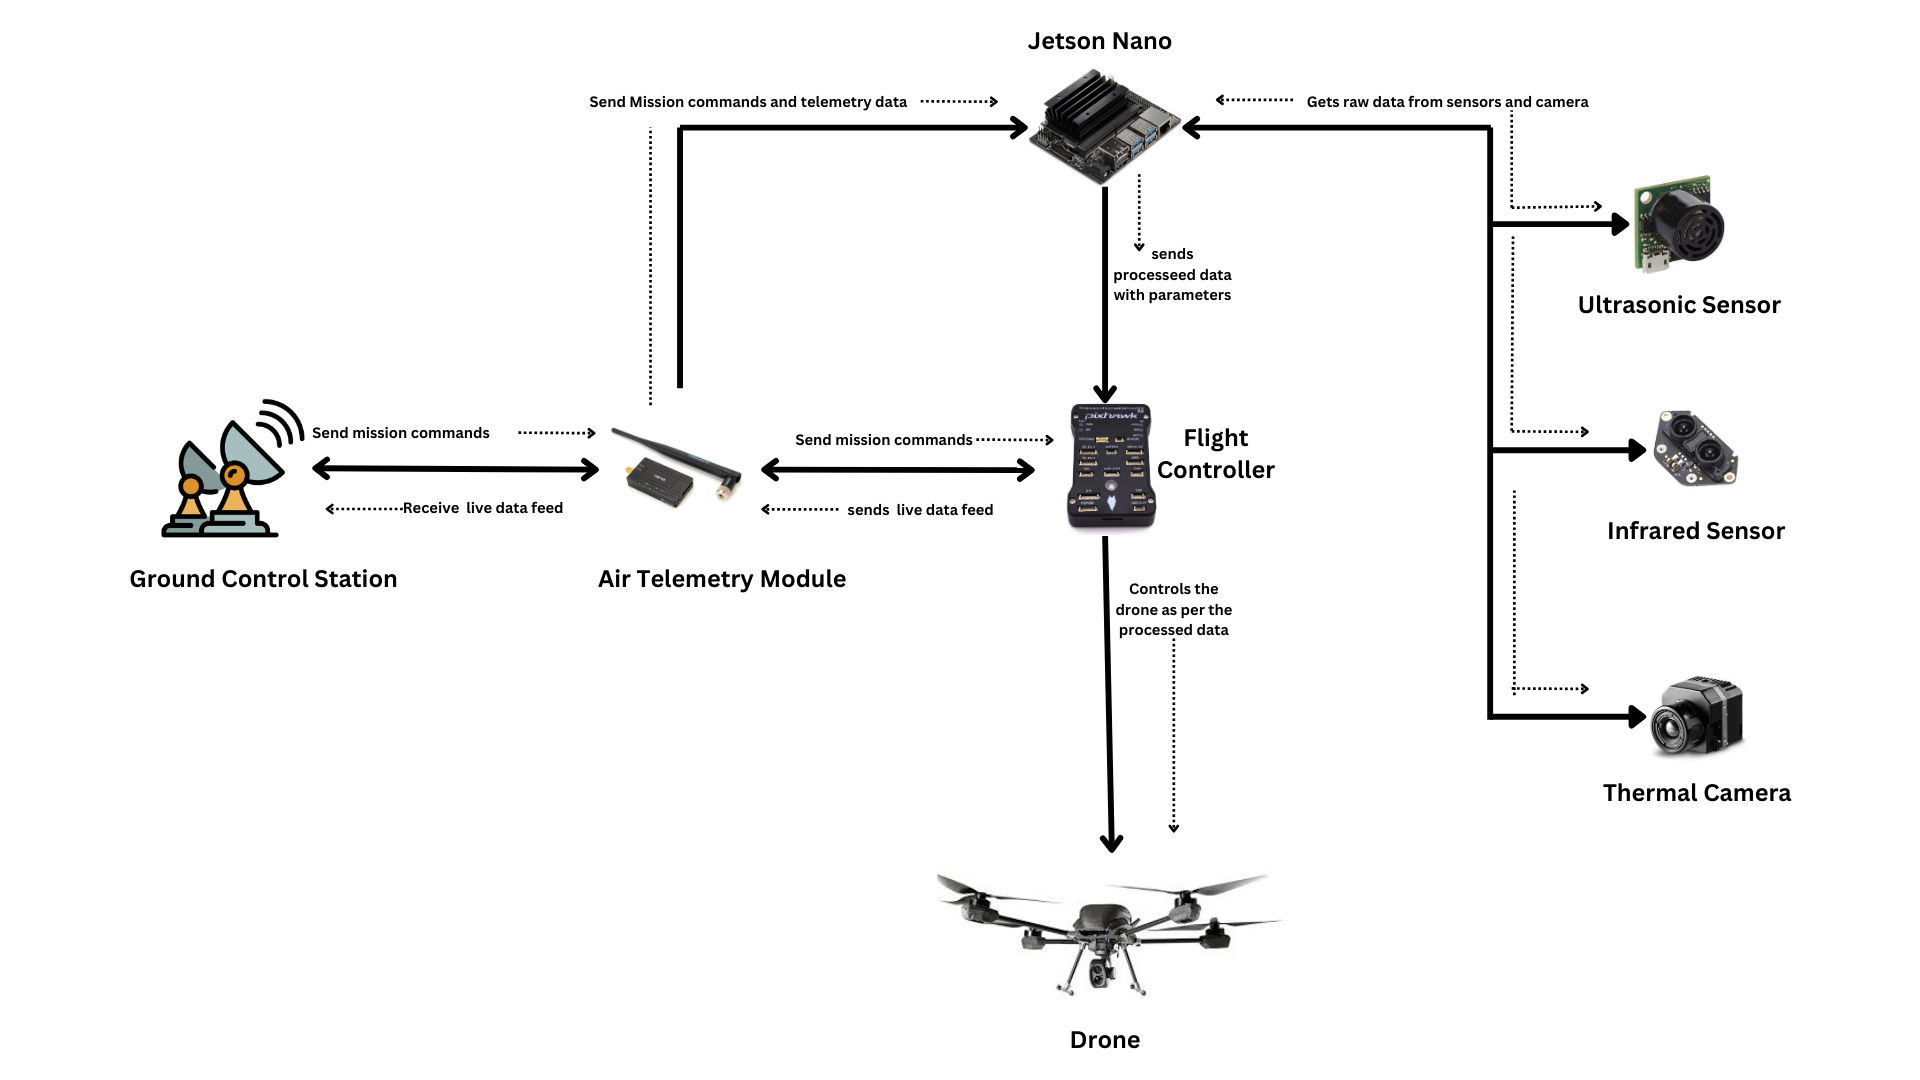 Jetson Nano
Send Mission commands and telemetry data
Gets raw data from sensors and camera
sends
processeed data
with parameters
Ultrasonic Sensor
pixhawk
Send mission commands
Send mission commands
Flight
Controller
Receive live data feed
sends live data feed
Infrared Sensor
Ground Control Station
Air Telemetry Module
Controls the
drone as per the
processed data
Thermal Camera
Drone